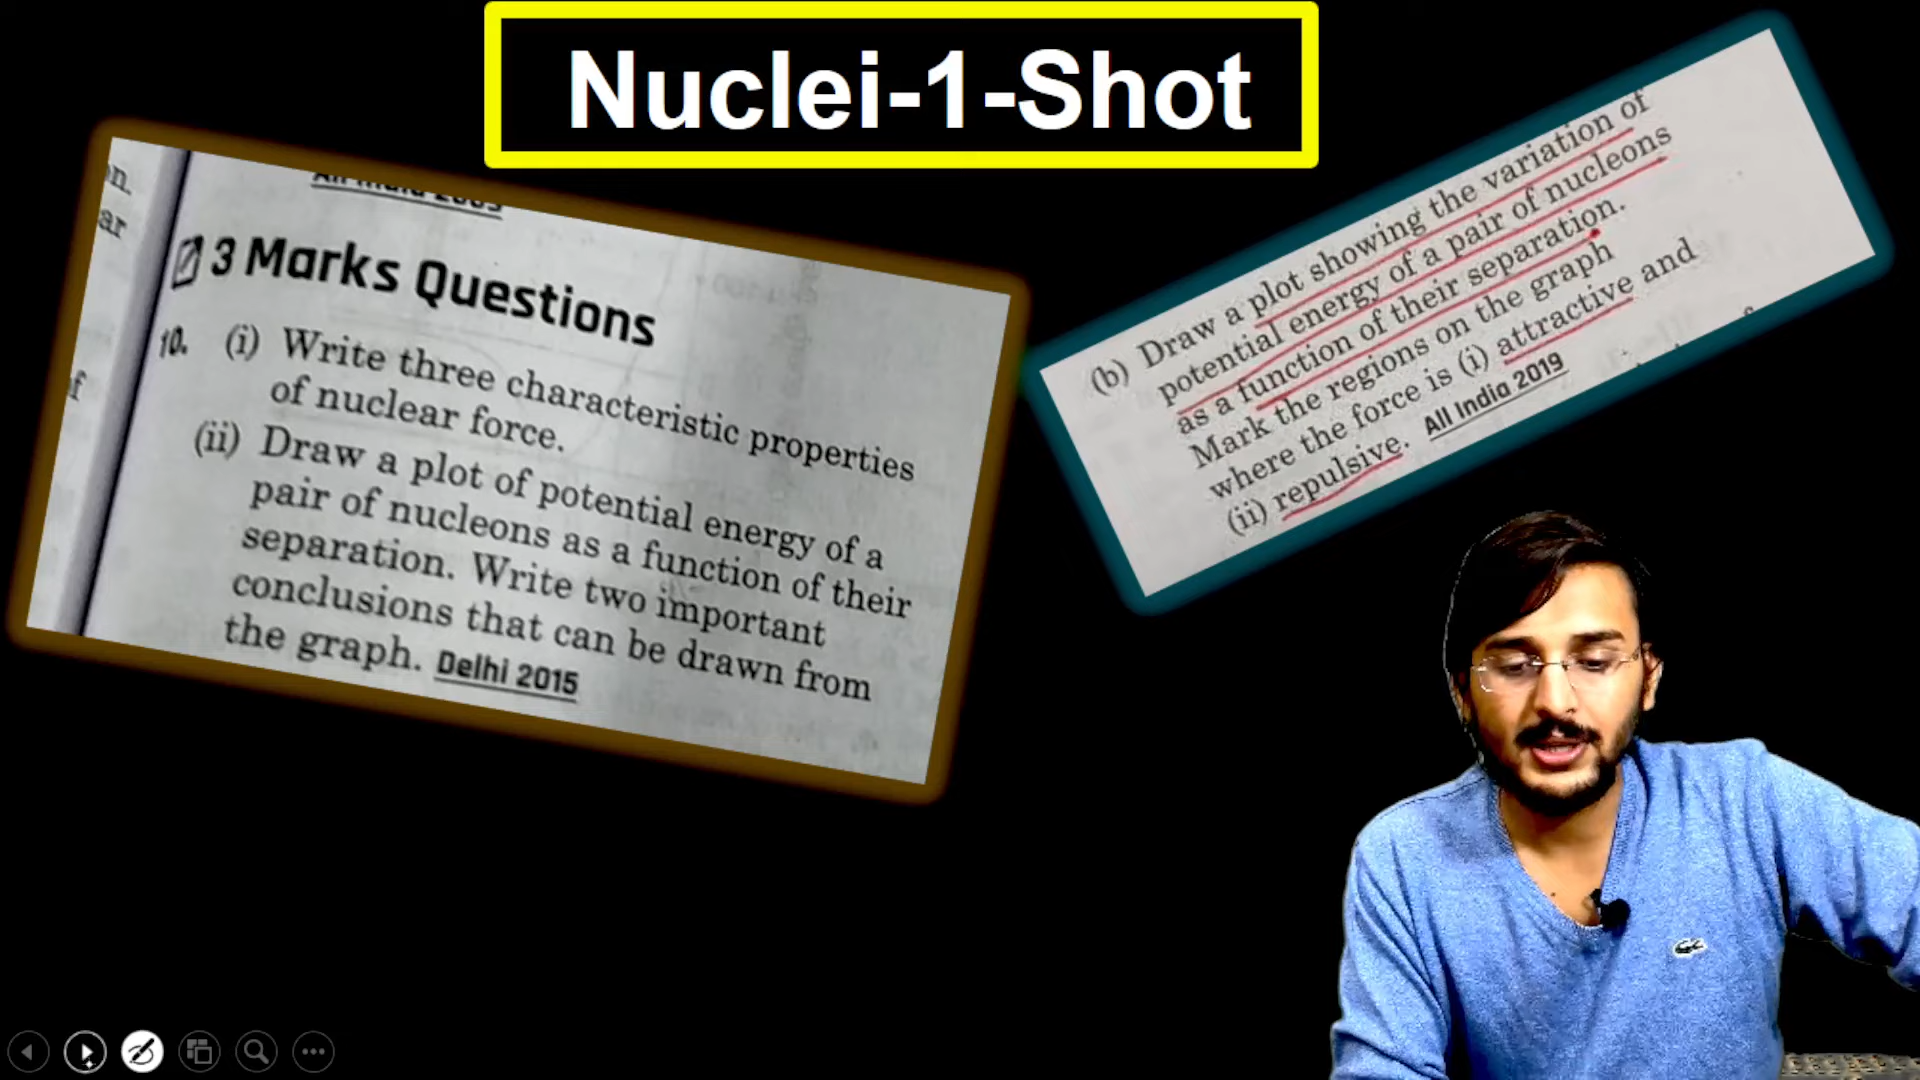 Nuclei-1-Shot
n.
ar
f
All India 2009
3 Marks Questions
10. (i) Write three characteristic properties
of nuclear force.
(ii) Draw a plot of potential energy of a
pair of nucleons as a function of their
separation. Write two important
conclusions that can be drawn from
the graph. Delhi 2015
(b) Draw a plot showing the variation of
potential energy of a pair of nucleons
as a function of their separation.
Mark the regions on the graph
where the force is (i) attractive and
(ii) repulsive. All India 2019